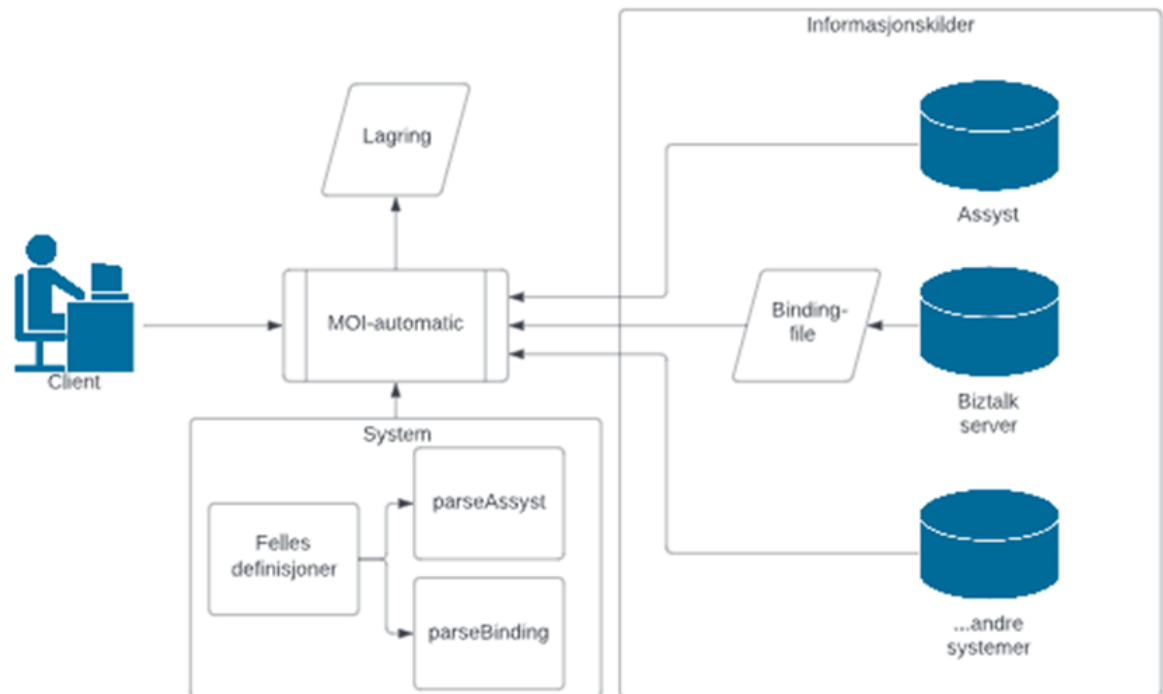 Informasjonskilder
Lagring
Assyst
Client
MOI-automatic
Binding-
file
Biztalk
server
System
Felles
definisjoner
parseAssyst
parseBinding
...andre
systemer